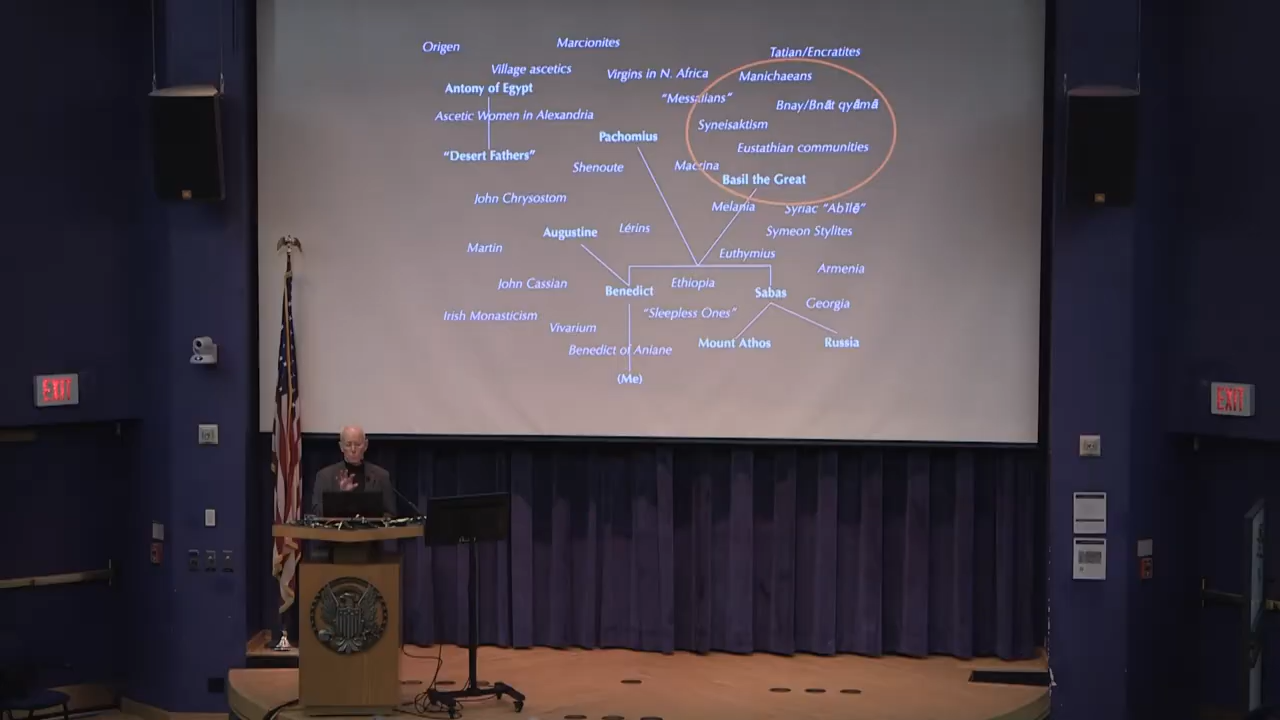 Origen
Marcionites
Tatian/Encratites
Village ascetics
Virgins in N. Africa
Manichaeans
Antony of Egypt
"Messalians"
Bnay/Bnāt qyāmā
Ascetic Women in Alexandria
Syneisaktism
Pachomius
Eustathian communities
"Desert Fathers"
Shenoute
Macrina
Basil the Great
John Chrysostom
Melania
Syriac "Abīlē"
Augustine
Lérins
Symeon Stylites
Martin
Euthymius
Armenia
John Cassian
Benedict
Ethiopia
Sabas
Georgia
Irish Monasticism
Vivarium
"Sleepless Ones"
Benedict of Aniane
Mount Athos
Russia
(Me)
EXIT
EXIT